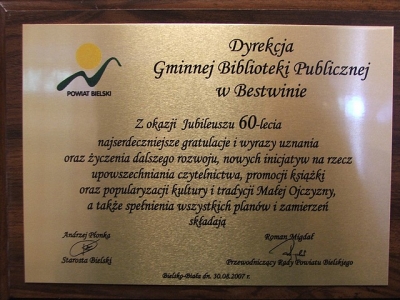 POWIAT BIELSKI
Dyrekcja
Gminnej Biblioteki Publicznej
w Bestwinie
Z okazji Jubileuszu 60-lecia
najserdeczniejsze gratulacje i wyrazy uznania
oraz życzenia dalszego rozwoju, nowych inicjatyw na rzecz
upowszechniania czytelnictwa, promocji książki
oraz popularyzacji kultury i tradycji Małej Ojczyzny,
a także spełnienia wszystkich planów i zamierzeń
składają
Andrzej Płonka
Starosta Bielski
Roman Migdał
Przewodniczący Rady Powiatu Bielskiego
Bielsko-Biała dn. 30.08.2007 r.